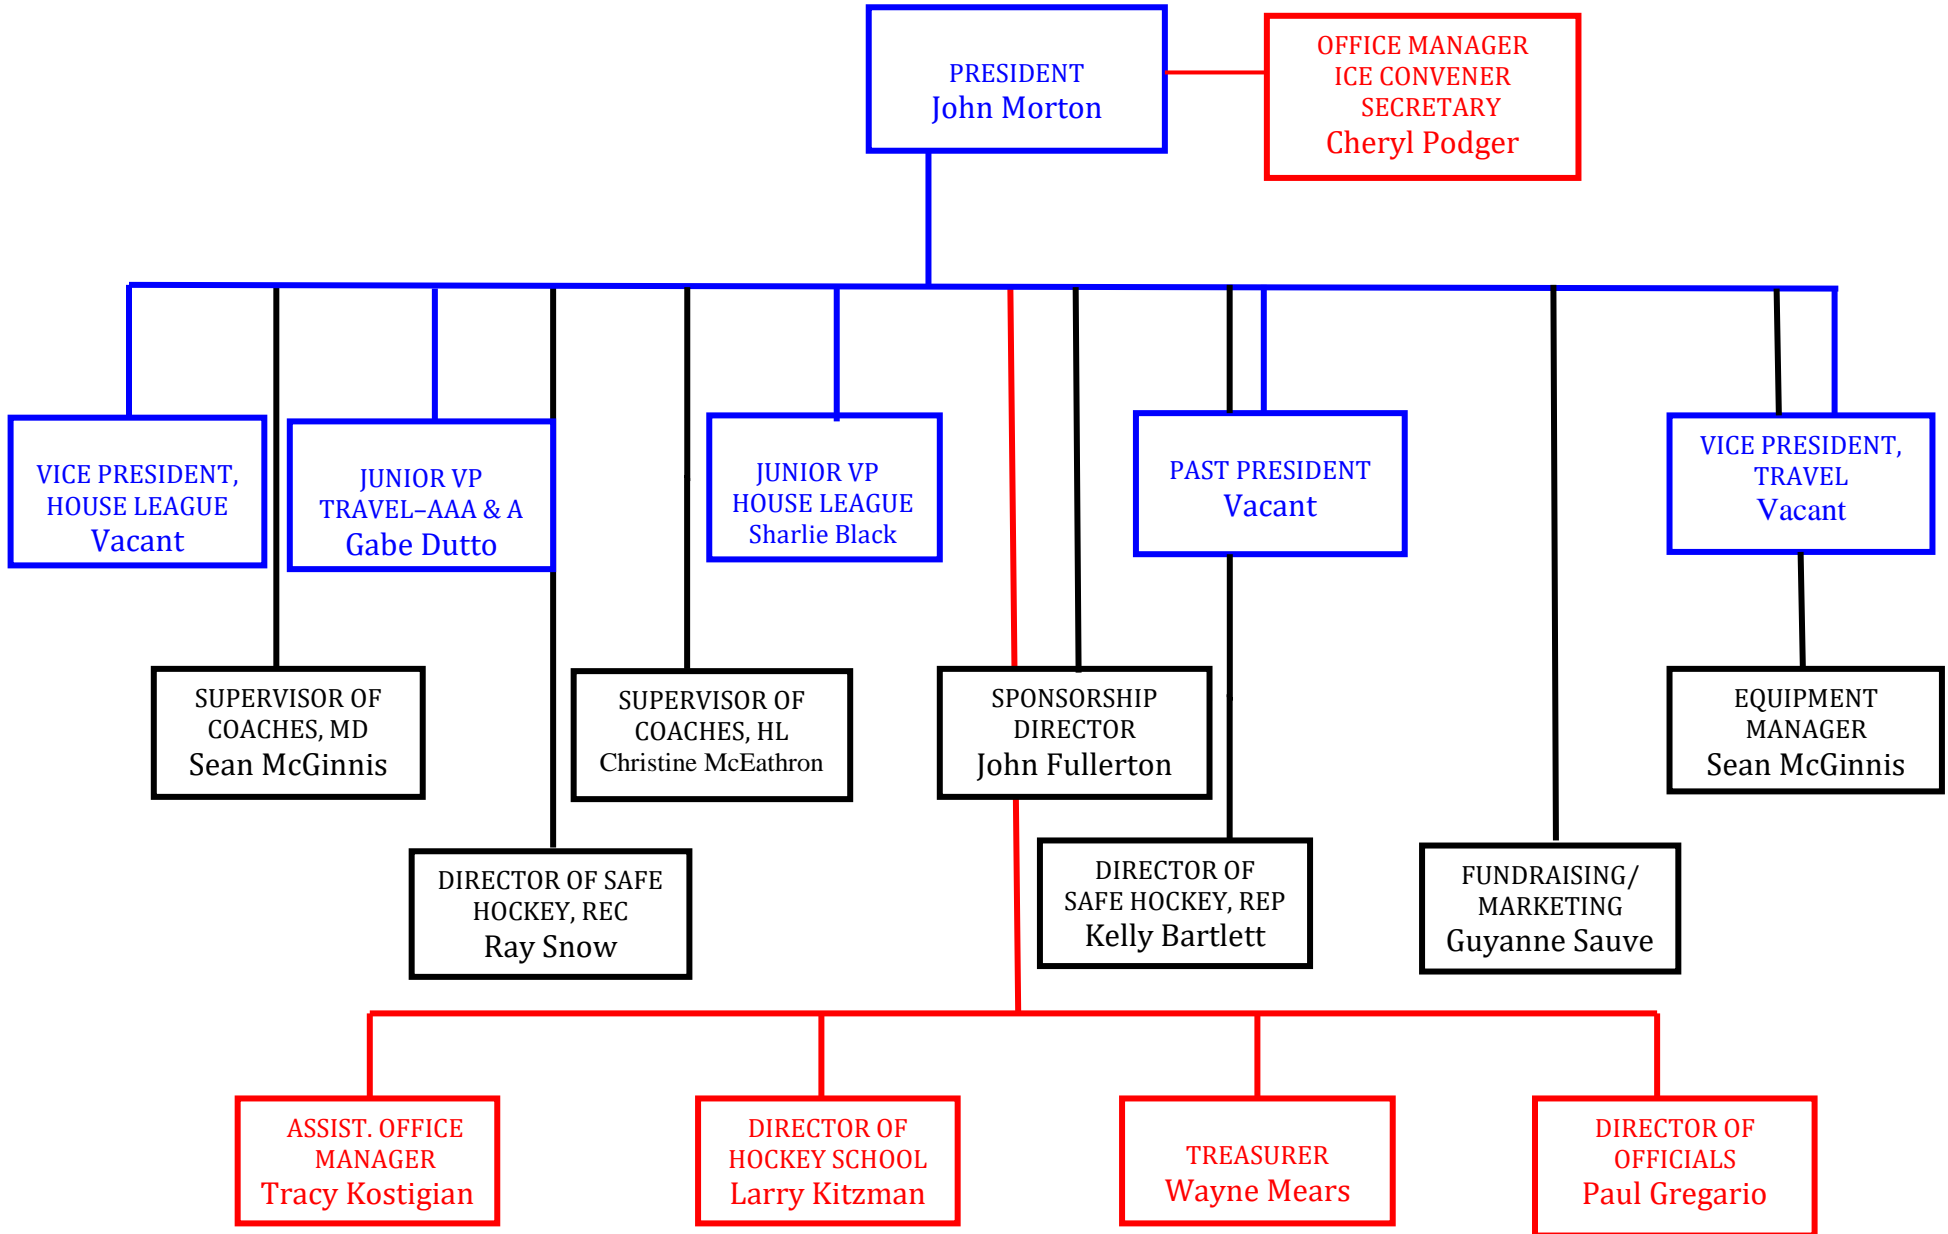 PRESIDENT
John Morton
OFFICE MANAGER
ICE CONVENER
SECRETARY
Cheryl Podger
VICE PRESIDENT,
HOUSE LEAGUE
Vacant
JUNIOR VP
TRAVEL–AAA & A
Gabe Dutto
JUNIOR VP
HOUSE LEAGUE
Sharlie Black
PAST PRESIDENT
Vacant
VICE PRESIDENT,
TRAVEL
Vacant
SUPERVISOR OF
COACHES, MD
Sean McGinnis
SUPERVISOR OF
COACHES, HL
Christine McEathron
SPONSORSHIP
DIRECTOR
John Fullerton
EQUIPMENT
MANAGER
Sean McGinnis
DIRECTOR OF SAFE
HOCKEY, REC
Ray Snow
DIRECTOR OF
SAFE HOCKEY, REP
Kelly Bartlett
FUNDRAISING/
MARKETING
Guyanne Sauve
ASSIST. OFFICE
MANAGER
Tracy Kostigian
DIRECTOR OF
HOCKEY SCHOOL
Larry Kitzman
TREASURER
Wayne Mears
DIRECTOR OF
OFFICIALS
Paul Gregario